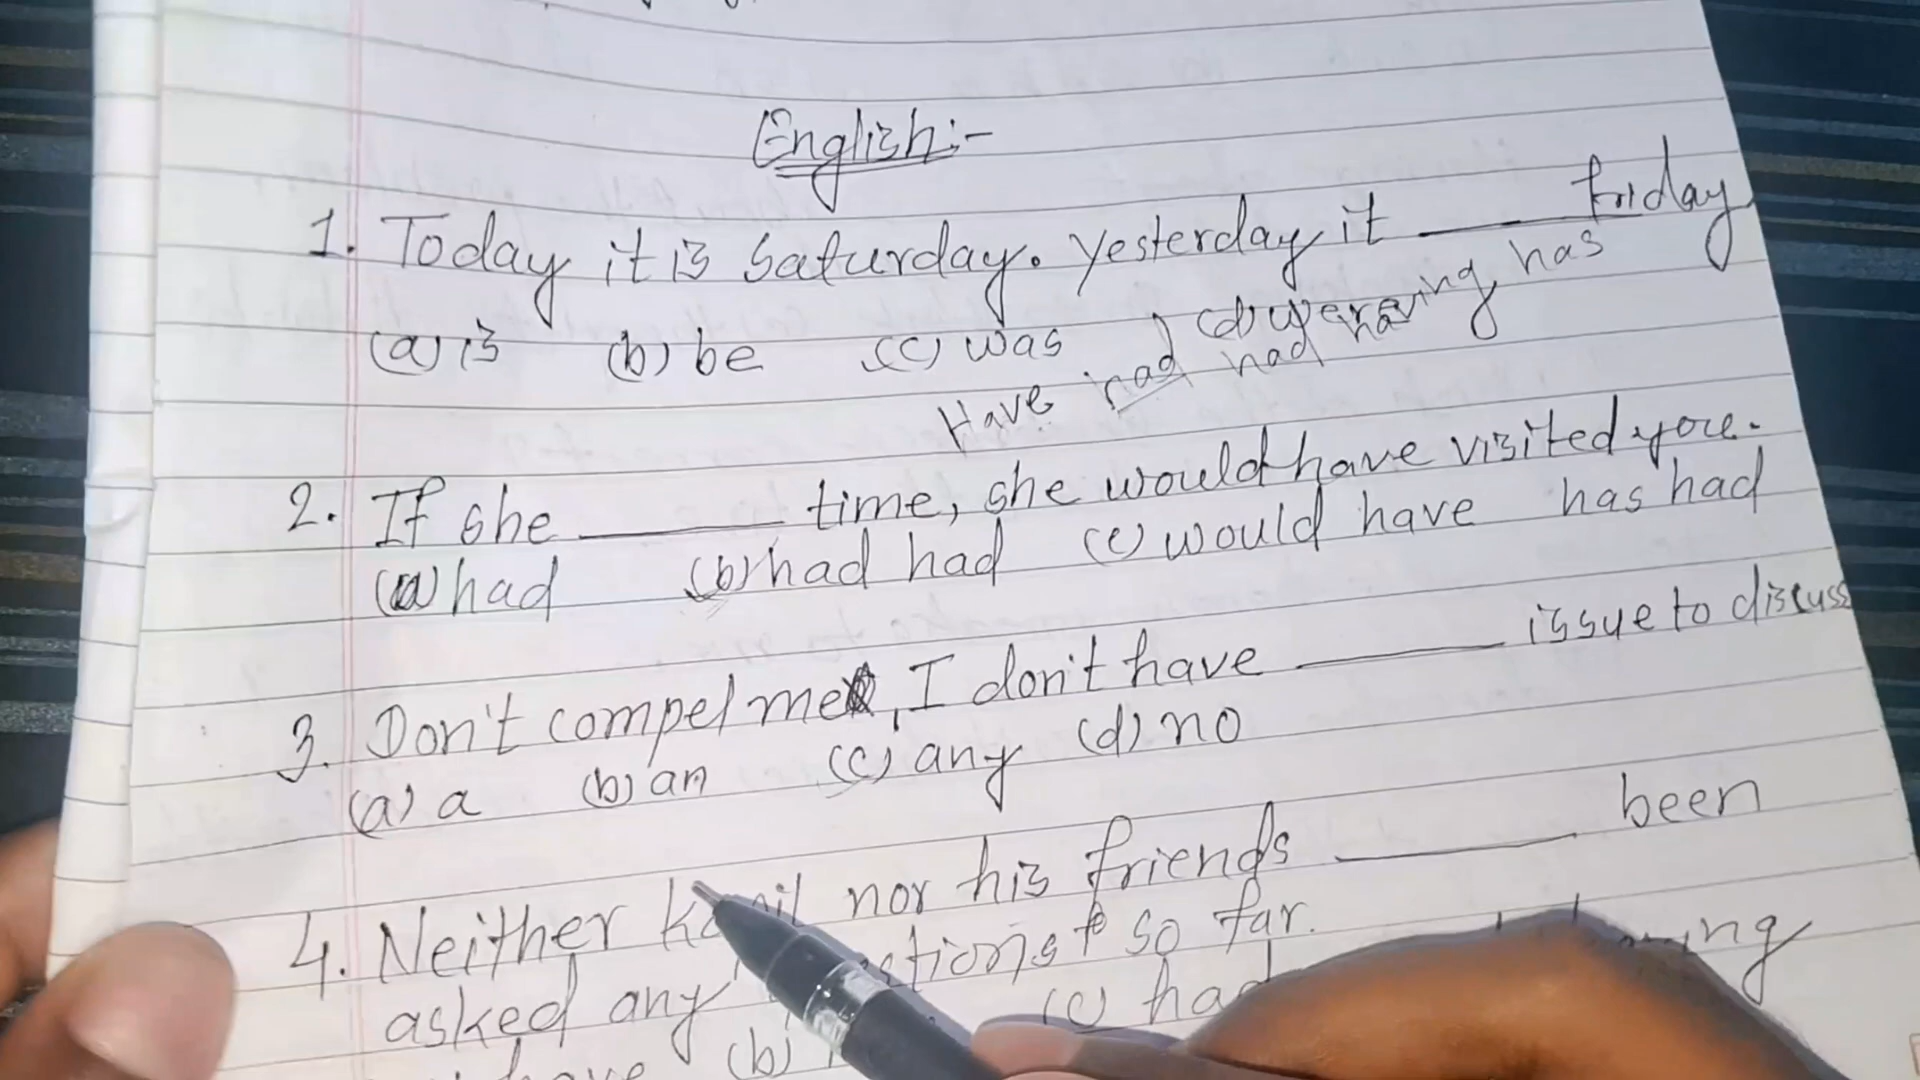 English:-
1. Today it is Saturday. Yesterday it ____ friday
(a) is (b) be (c) was (d) were
Have had had having has
2. If she ____ time, she would have visited you.
(a) had (b) had had (c) would have has had
3. Don't compel me, I don't have ____ issue to discuss
(a) a (b) an (c) any (d) no
4. Neither nor his friends ____ been
asked any so far.
have (b) (c) had